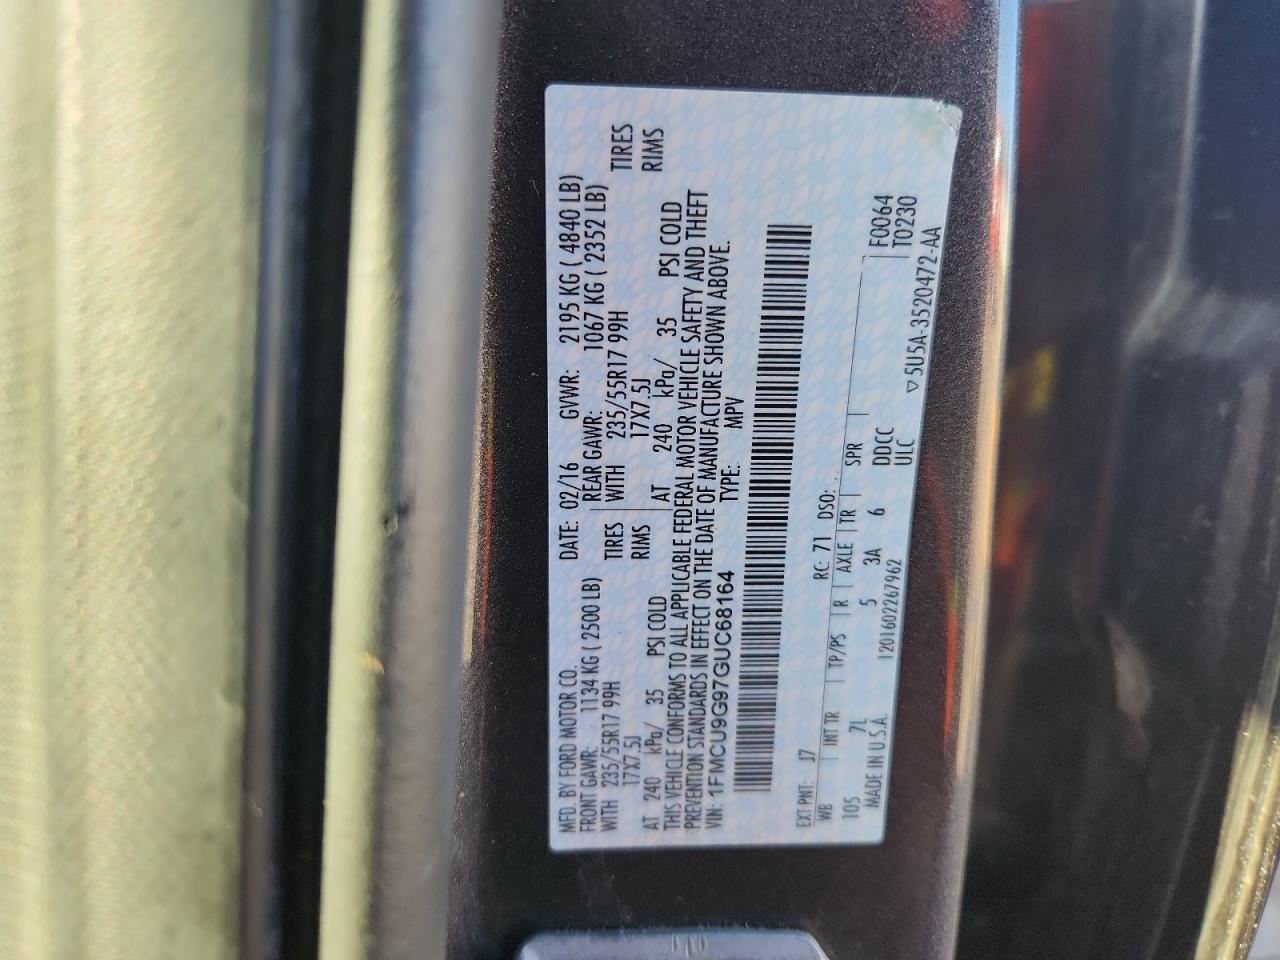 MFD. BY FORD MOTOR CO.
DATE: 02/16 GVWR: 2195 KG ( 4840 LB)
FRONT GAWR: 1134 KG ( 2500 LB)
REAR GAWR: 1067 KG ( 2352 LB)
WITH 235/55R17 99H TIRES
WITH 235/55R17 99H TIRES
17X7.5J RIMS
17X7.5J RIMS
AT 240 kPa/ 35 PSI COLD
AT 240 kPa/ 35 PSI COLD
THIS VEHICLE CONFORMS TO ALL APPLICABLE FEDERAL MOTOR VEHICLE SAFETY AND THEFT
PREVENTION STANDARDS IN EFFECT ON THE DATE OF MANUFACTURE SHOWN ABOVE.
VIN: 1FMCU9G97GUC68164 TYPE: MPV
EXT PNT: J7 RC: 71 DSO:
WB INT TR TP/PS R AXLE TR SPR F0064
105 7L 5 3A 6 DDCC T0230
MADE IN U.S.A. 1201602267962 ULC ▽5U5A-3520472-AA